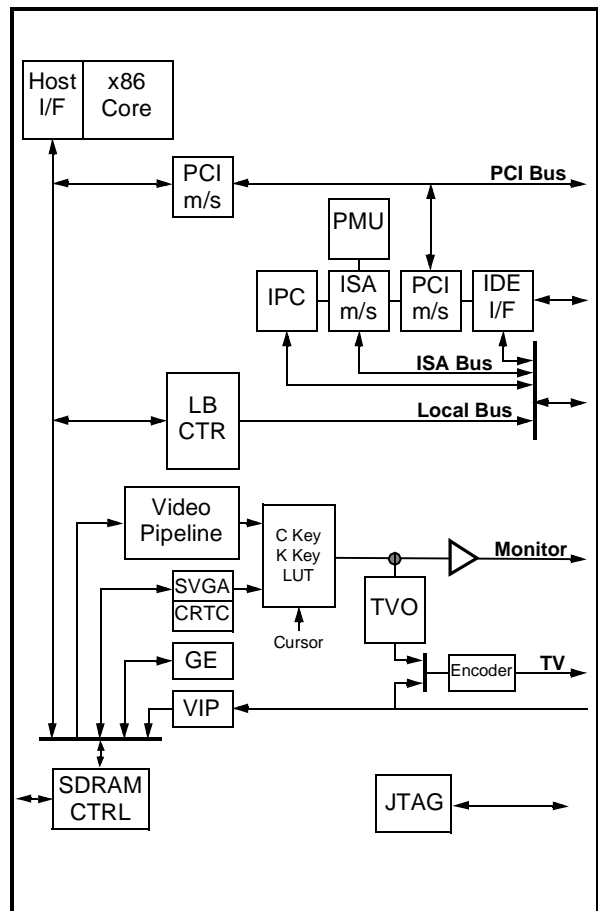 Host
I/F
x86
Core
PCI
m/s
PCI Bus
PMU
IPC
ISA
m/s
PCI
m/s
IDE
I/F
ISA Bus
LB
CTR
Local Bus
Video
Pipeline
C Key
K Key
LUT
Monitor
SVGA
CRTC
Cursor
TVO
GE
Encoder
TV
VIP
SDRAM
CTRL
JTAG